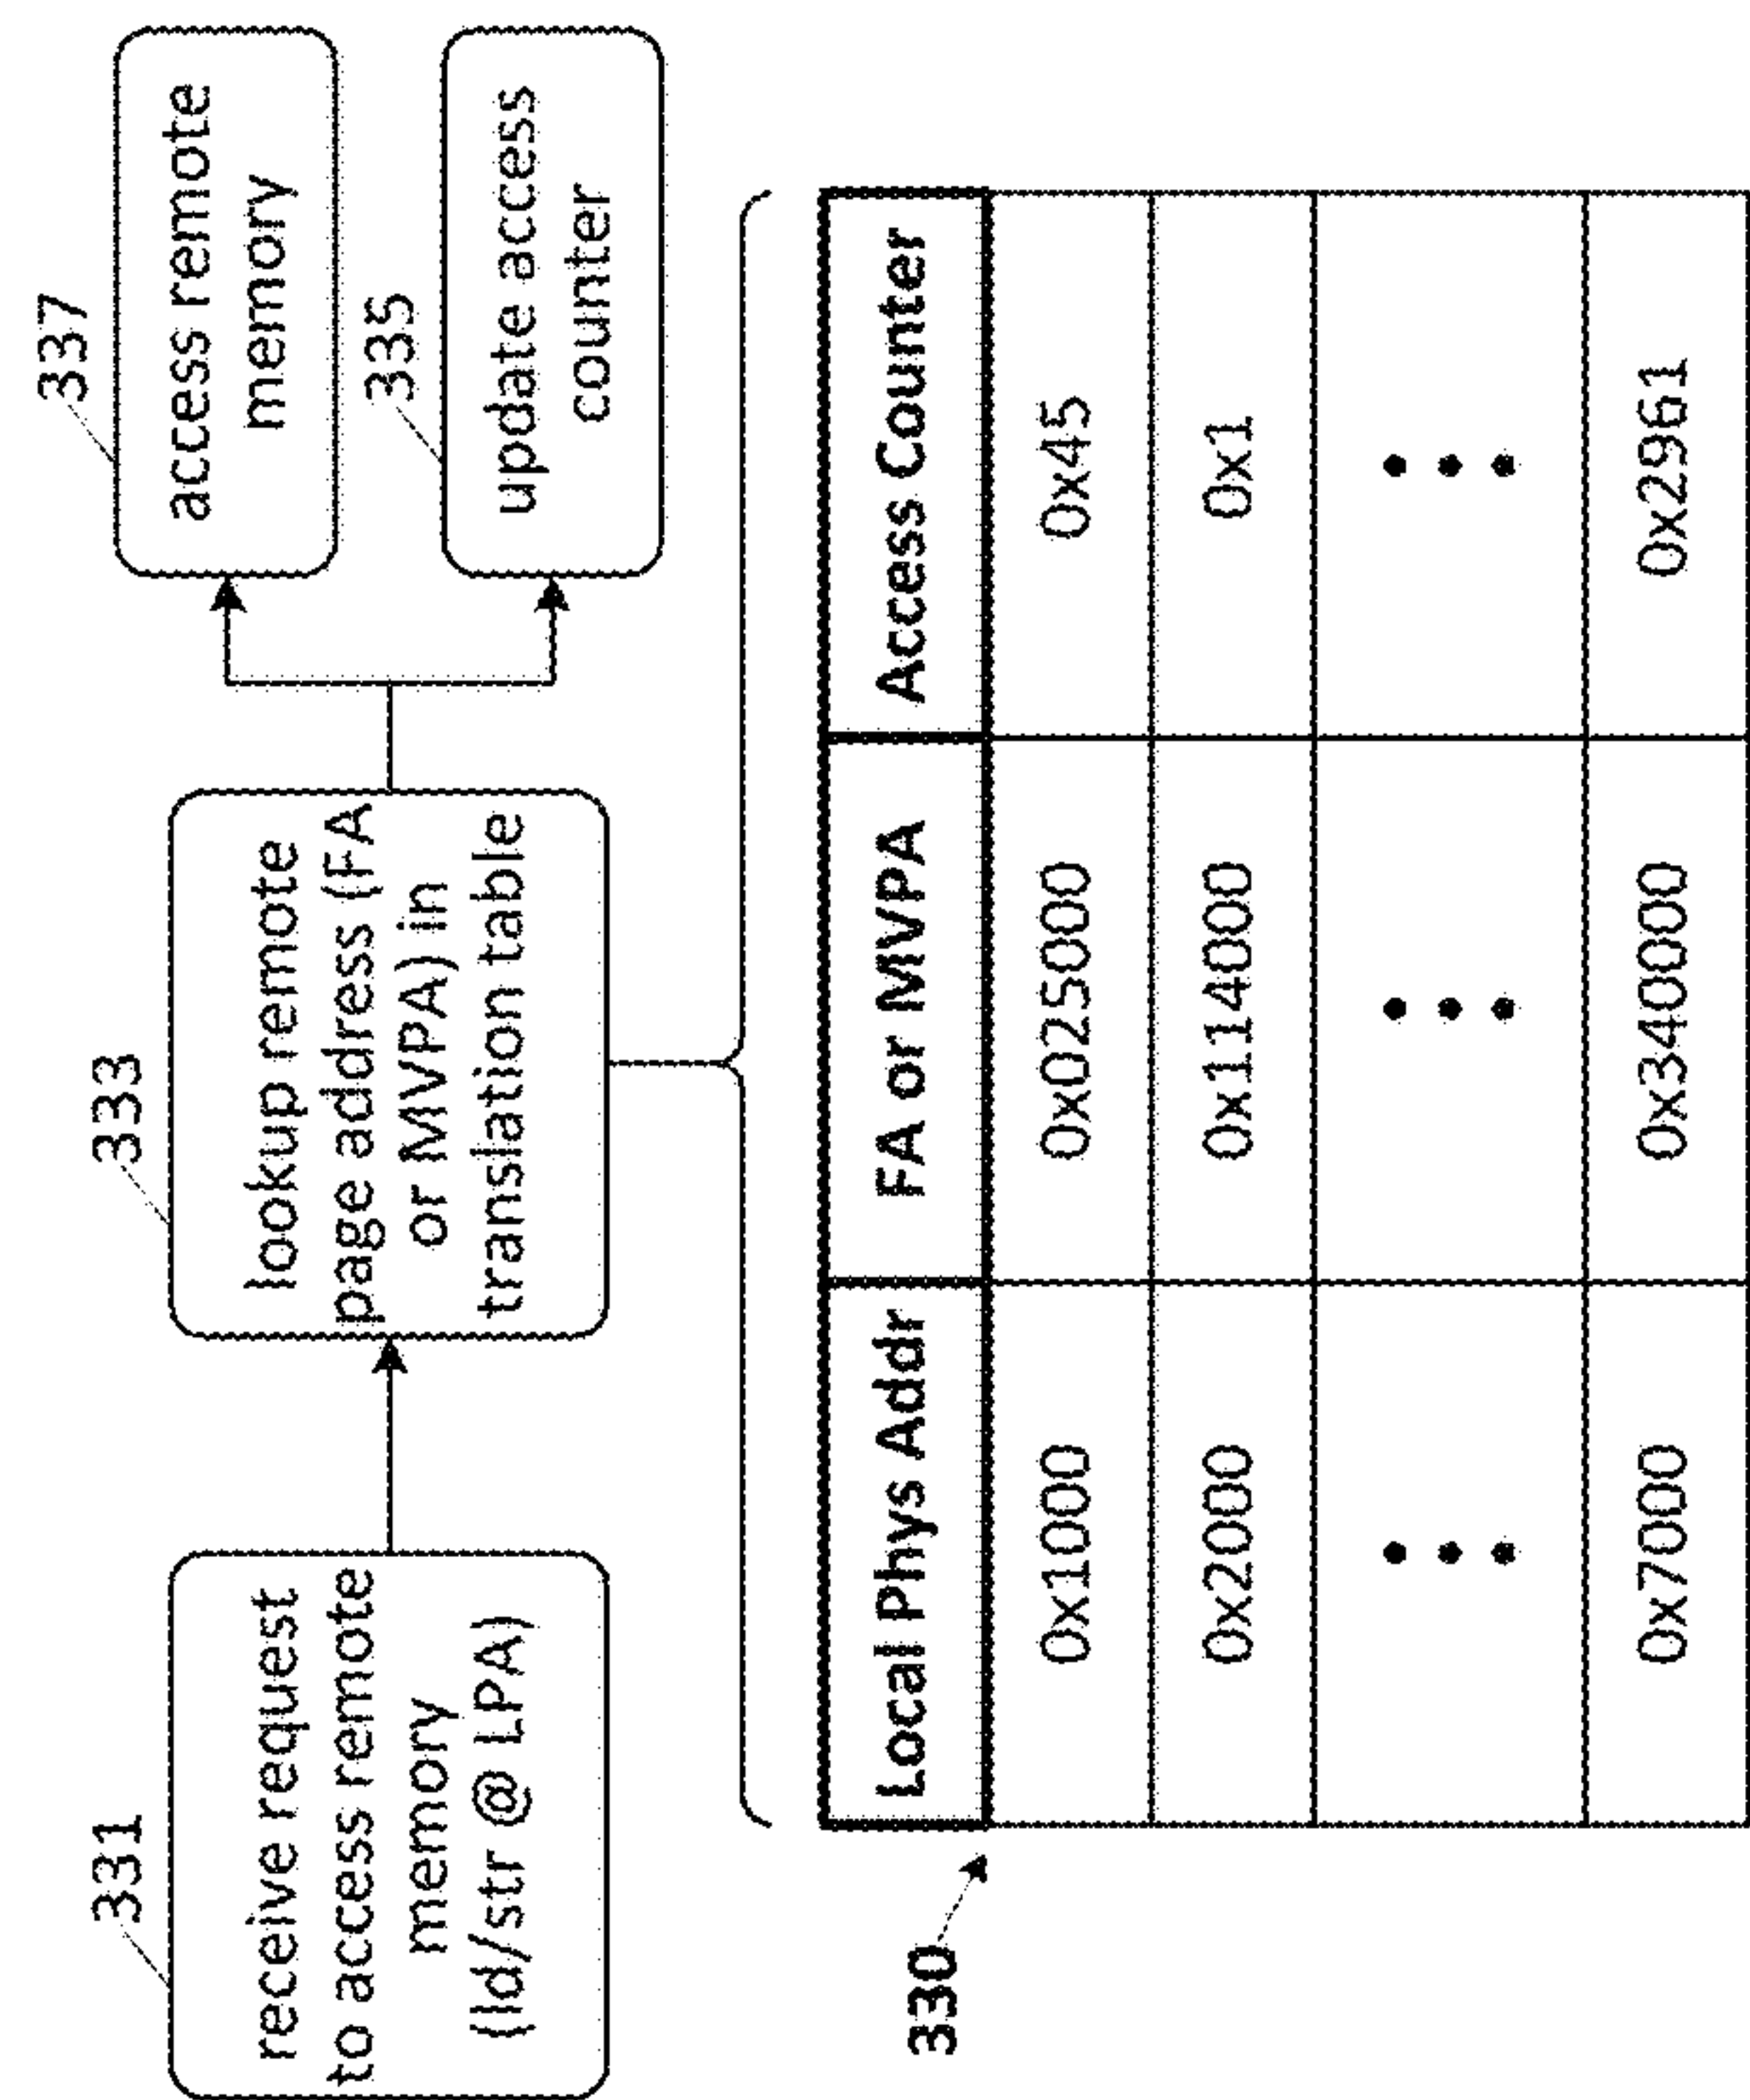 331
receive request
to access remote
memory
(ld/str @ LPA)
333
lookup remote
page address (FA
or MVPA) in
translation table
337
access remote
memory
335
update access
counter
330
Local Phys Addr
FA or MVPA
Access Counter
0x1000
0x025000
0x45
0x2000
0x114000
0x1
0x7000
0x340000
0x2961